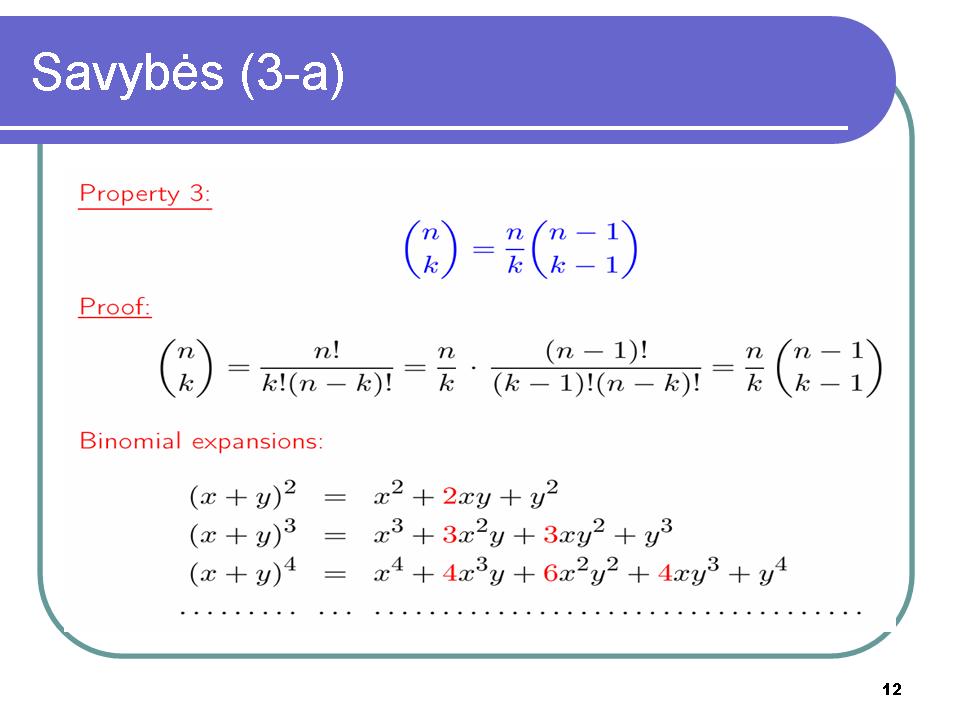 Savybės (3-a)
Property 3:
\binom{n}{k} = \frac{n}{k} \binom{n-1}{k-1}
Proof:
\binom{n}{k} = \frac{n!}{k!(n-k)!} = \frac{n}{k} \cdot \frac{(n-1)!}{(k-1)!(n-k)!} = \frac{n}{k} \binom{n-1}{k-1}
Binomial expansions:
(x + y)^2 = x^2 + 2xy + y^2
(x + y)^3 = x^3 + 3x^2y + 3xy^2 + y^3
(x + y)^4 = x^4 + 4x^3y + 6x^2y^2 + 4xy^3 + y^4
......... ... .......................................
12